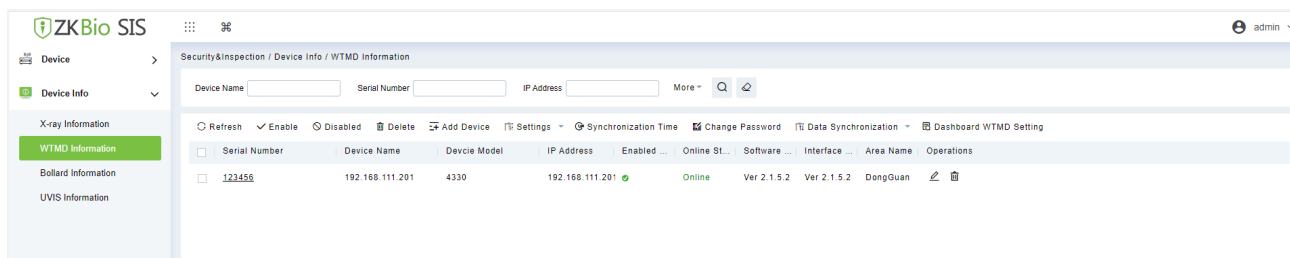 ZKBio SIS
admin
Device
Security&Inspection / Device Info / WTMD Information
Device Info
Device Name
Serial Number
IP Address
More
X-ray Information
WTMD Information
Bollard Information
UVIS Information
Refresh Enable Disabled Delete Add Device Settings Synchronization Time Change Password Data Synchronization Dashboard WTMD Setting
Serial Number Device Name Devcie Model IP Address Enabled ... Online St... Software ... Interface ... Area Name Operations
123456 192.168.111.201 4330 192.168.111.201 Online Ver 2.1.5.2 Ver 2.1.5.2 DongGuan